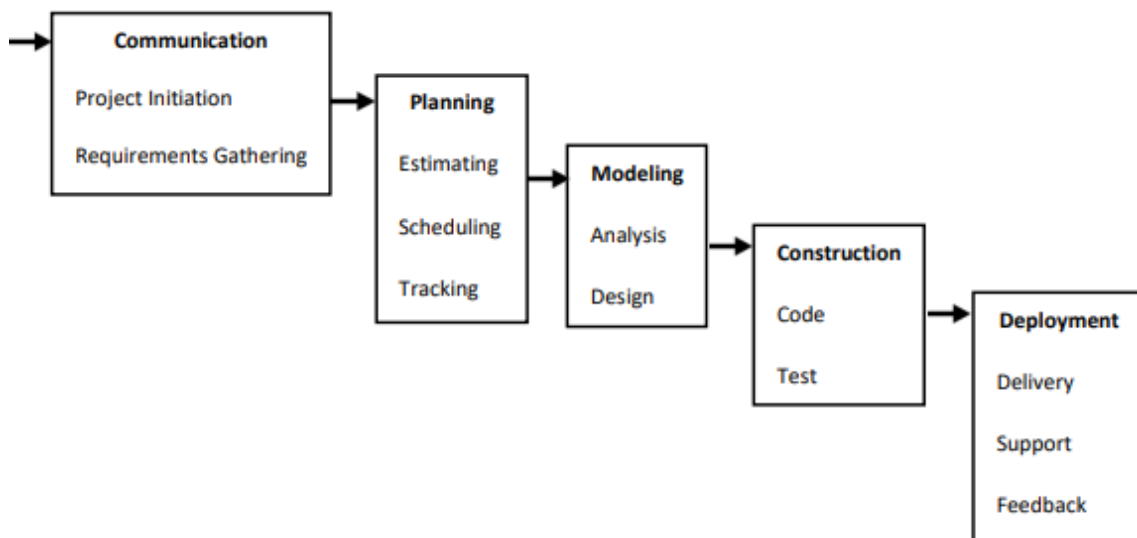 Communication
Project Initiation
Requirements Gathering
Planning
Estimating
Scheduling
Tracking
Modeling
Analysis
Design
Construction
Code
Test
Deployment
Delivery
Support
Feedback